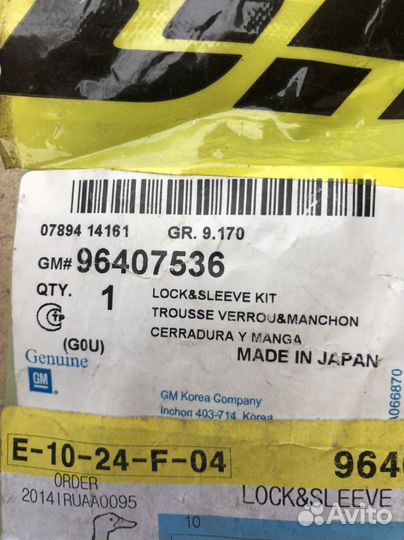 07894 14161 GR. 9.170
GM# 96407536
QTY. 1 LOCK&SLEEVE KIT
TROUSSE VERROU&MANCHON
CERRADURA Y MANGA
(G0U) MADE IN JAPAN
Genuine
GM
GM Korea Company
Inchon 403-714, Korea
A066870
E-10-24-F-04
ORDER
20141RUAA0095
964
LOCK&SLEEVE
10
Avito